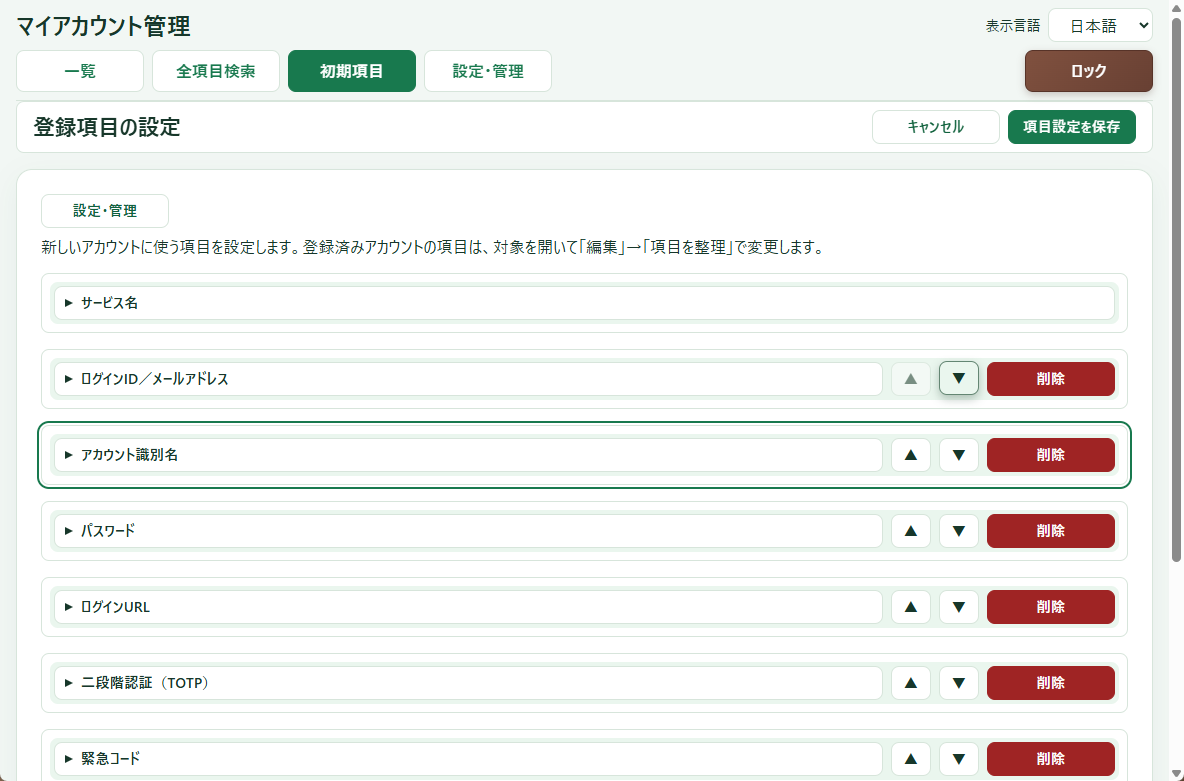 マイアカウント管理
表示言語 日本語
一覧 全項目検索 初期項目 設定・管理 ロック
登録項目の設定 キャンセル 項目設定を保存
設定・管理
新しいアカウントに使う項目を設定します。登録済みアカウントの項目は、対象を開いて「編集」→「項目を整理」で変更します。
▶ サービス名
▶ ログインID／メールアドレス ▲ ▼ 削除
▶ アカウント識別名 ▲ ▼ 削除
▶ パスワード ▲ ▼ 削除
▶ ログインURL ▲ ▼ 削除
▶ 二段階認証（TOTP） ▲ ▼ 削除
▶ 緊急コード ▲ ▼ 削除